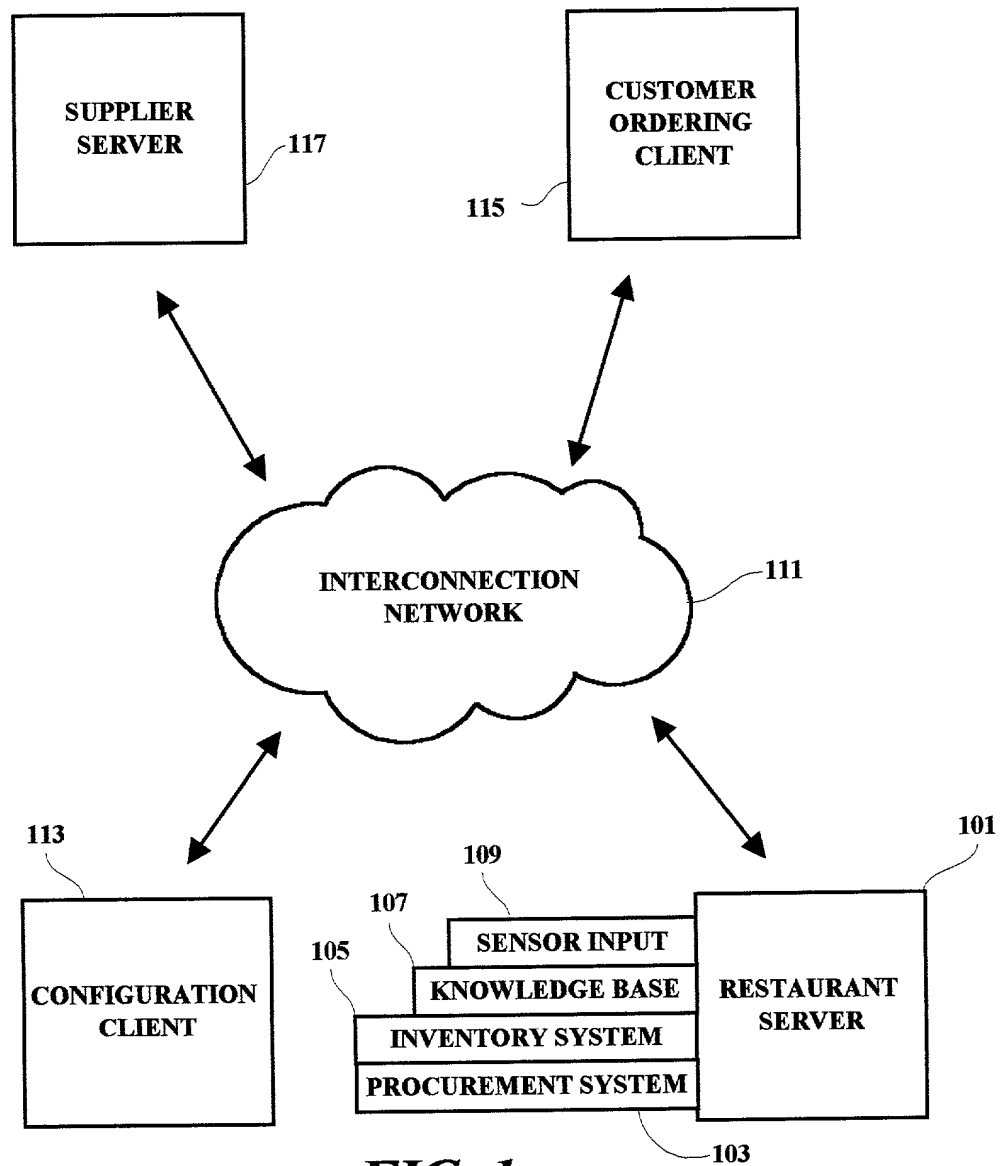 SUPPLIER
SERVER
117
CUSTOMER
ORDERING
CLIENT
115
INTERCONNECTION
NETWORK
111
113
CONFIGURATION
CLIENT
109
107
105
101
SENSOR INPUT
KNOWLEDGE BASE
INVENTORY SYSTEM
PROCUREMENT SYSTEM
RESTAURANT
SERVER
103